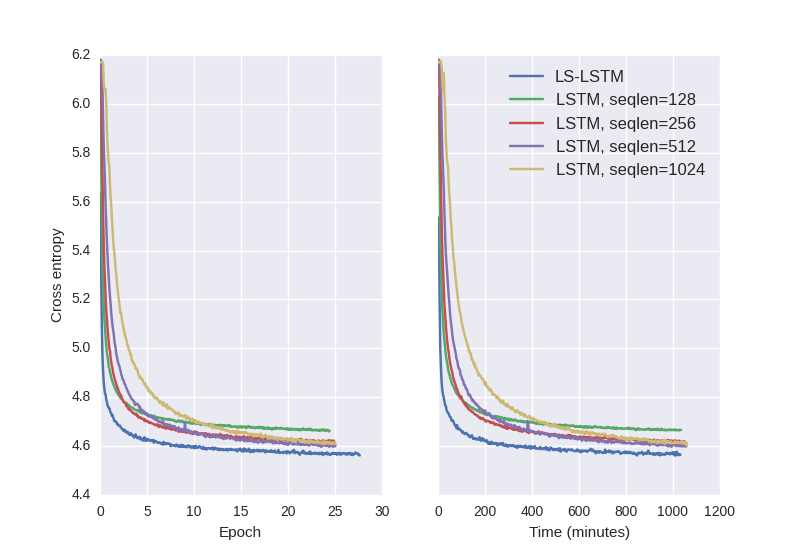 6.2
6.0
5.8
5.6
5.4
5.2
5.0
4.8
4.6
4.4
Cross entropy
0 5 10 15 20 25 30
Epoch
LS-LSTM
LSTM, seqlen=128
LSTM, seqlen=256
LSTM, seqlen=512
LSTM, seqlen=1024
0 200 400 600 800 1000 1200
Time (minutes)